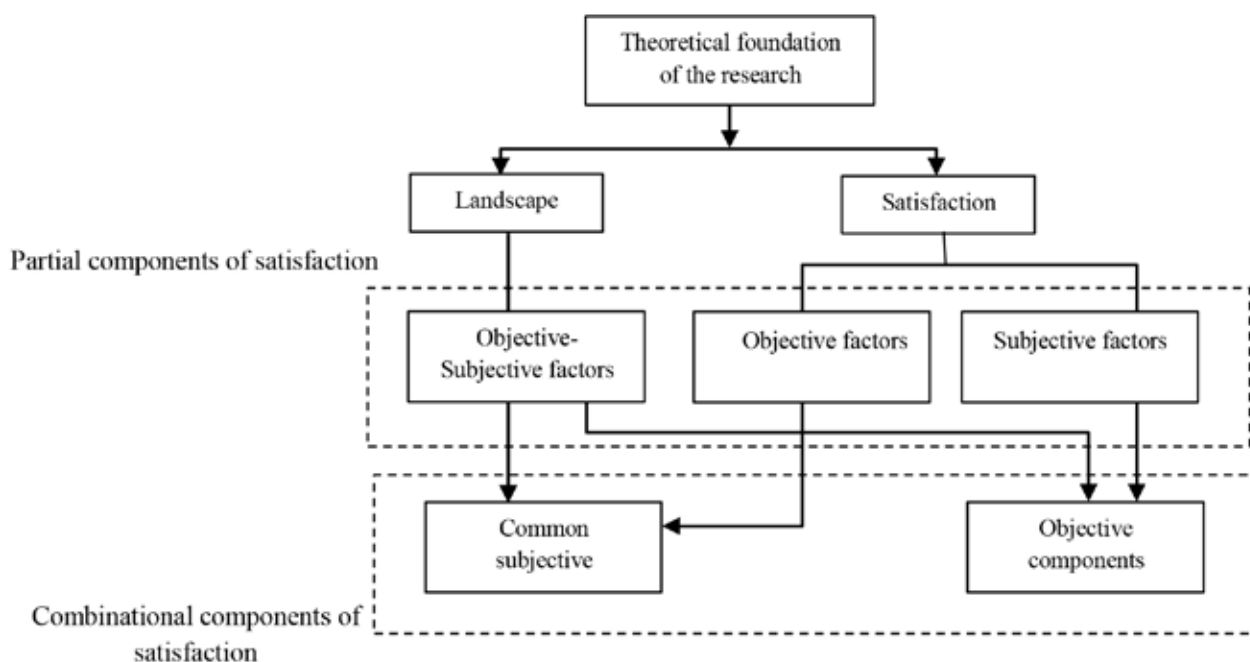 Theoretical foundation
of the research
Landscape
Satisfaction
Partial components of satisfaction
Objective-
Subjective factors
Objective factors
Subjective factors
Common
subjective
Objective
components
Combinational components of
satisfaction